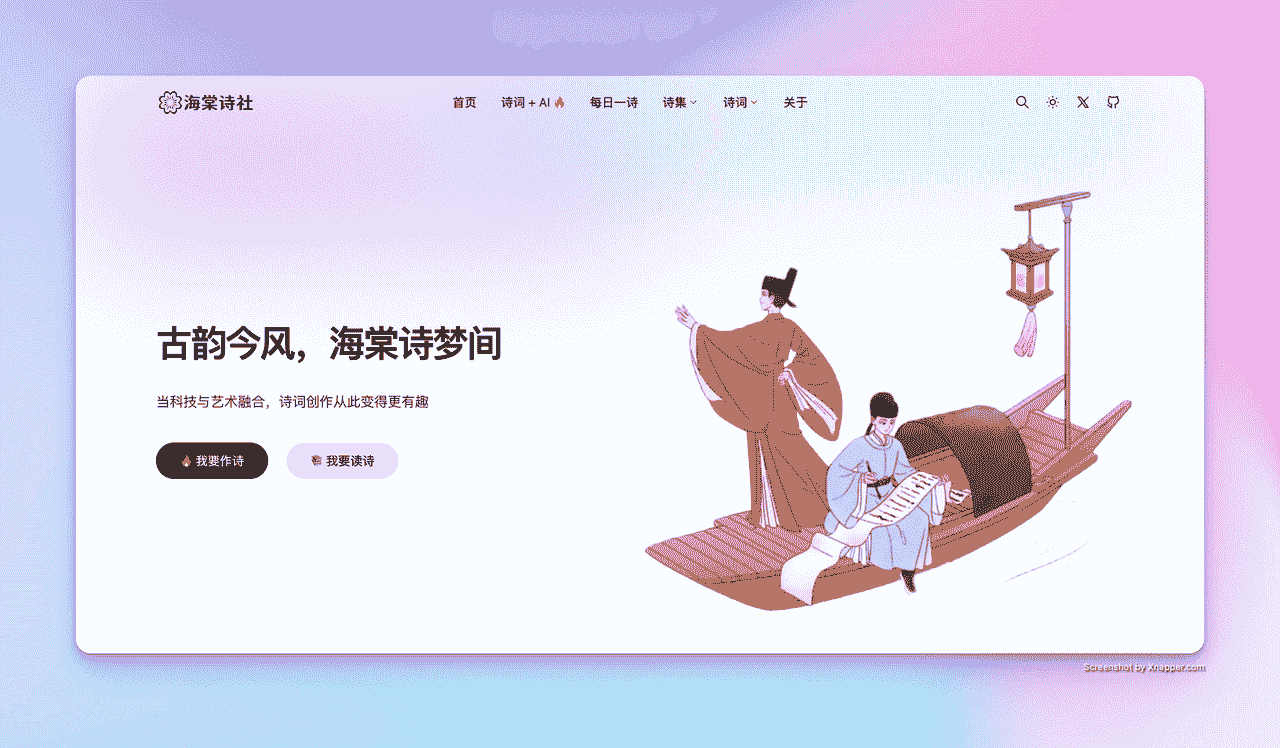 海棠诗社
首页 诗词 + AI 🔥 每日一诗 诗集 诗词 关于
古韵今风，海棠诗梦间
当科技与艺术融合，诗词创作从此变得更有趣
🔥 我要作诗 📚 我要读诗
Screenshot by Xnapper.com